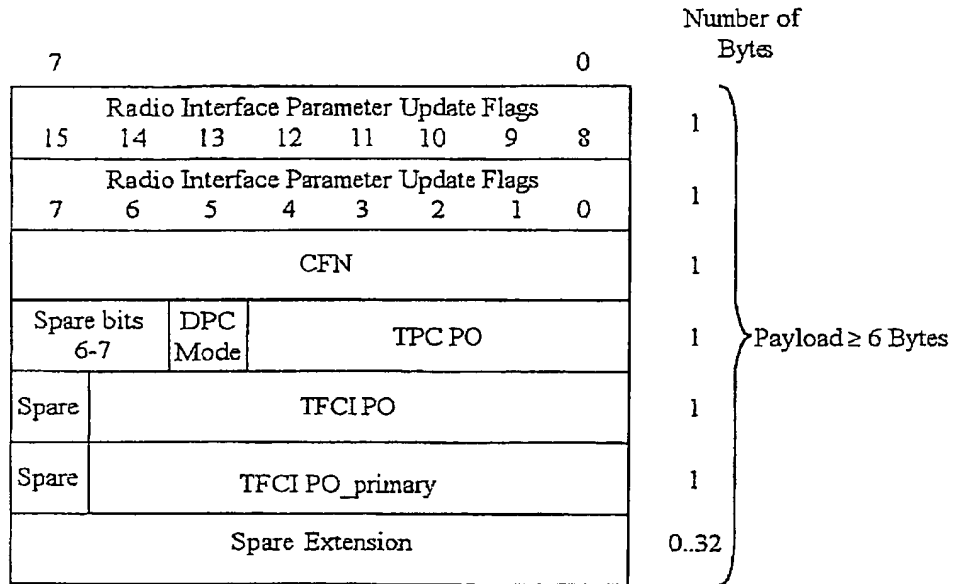 Number of
Bytes
7 0
Radio Interface Parameter Update Flags
15 14 13 12 11 10 9 8
1
Radio Interface Parameter Update Flags
7 6 5 4 3 2 1 0
1
CFN
1
Spare bits
6-7
DPC
Mode
TPC PO
1
Payload ≥ 6 Bytes
Spare
TFCI PO
1
Spare
TFCI PO_primary
1
Spare Extension
0..32